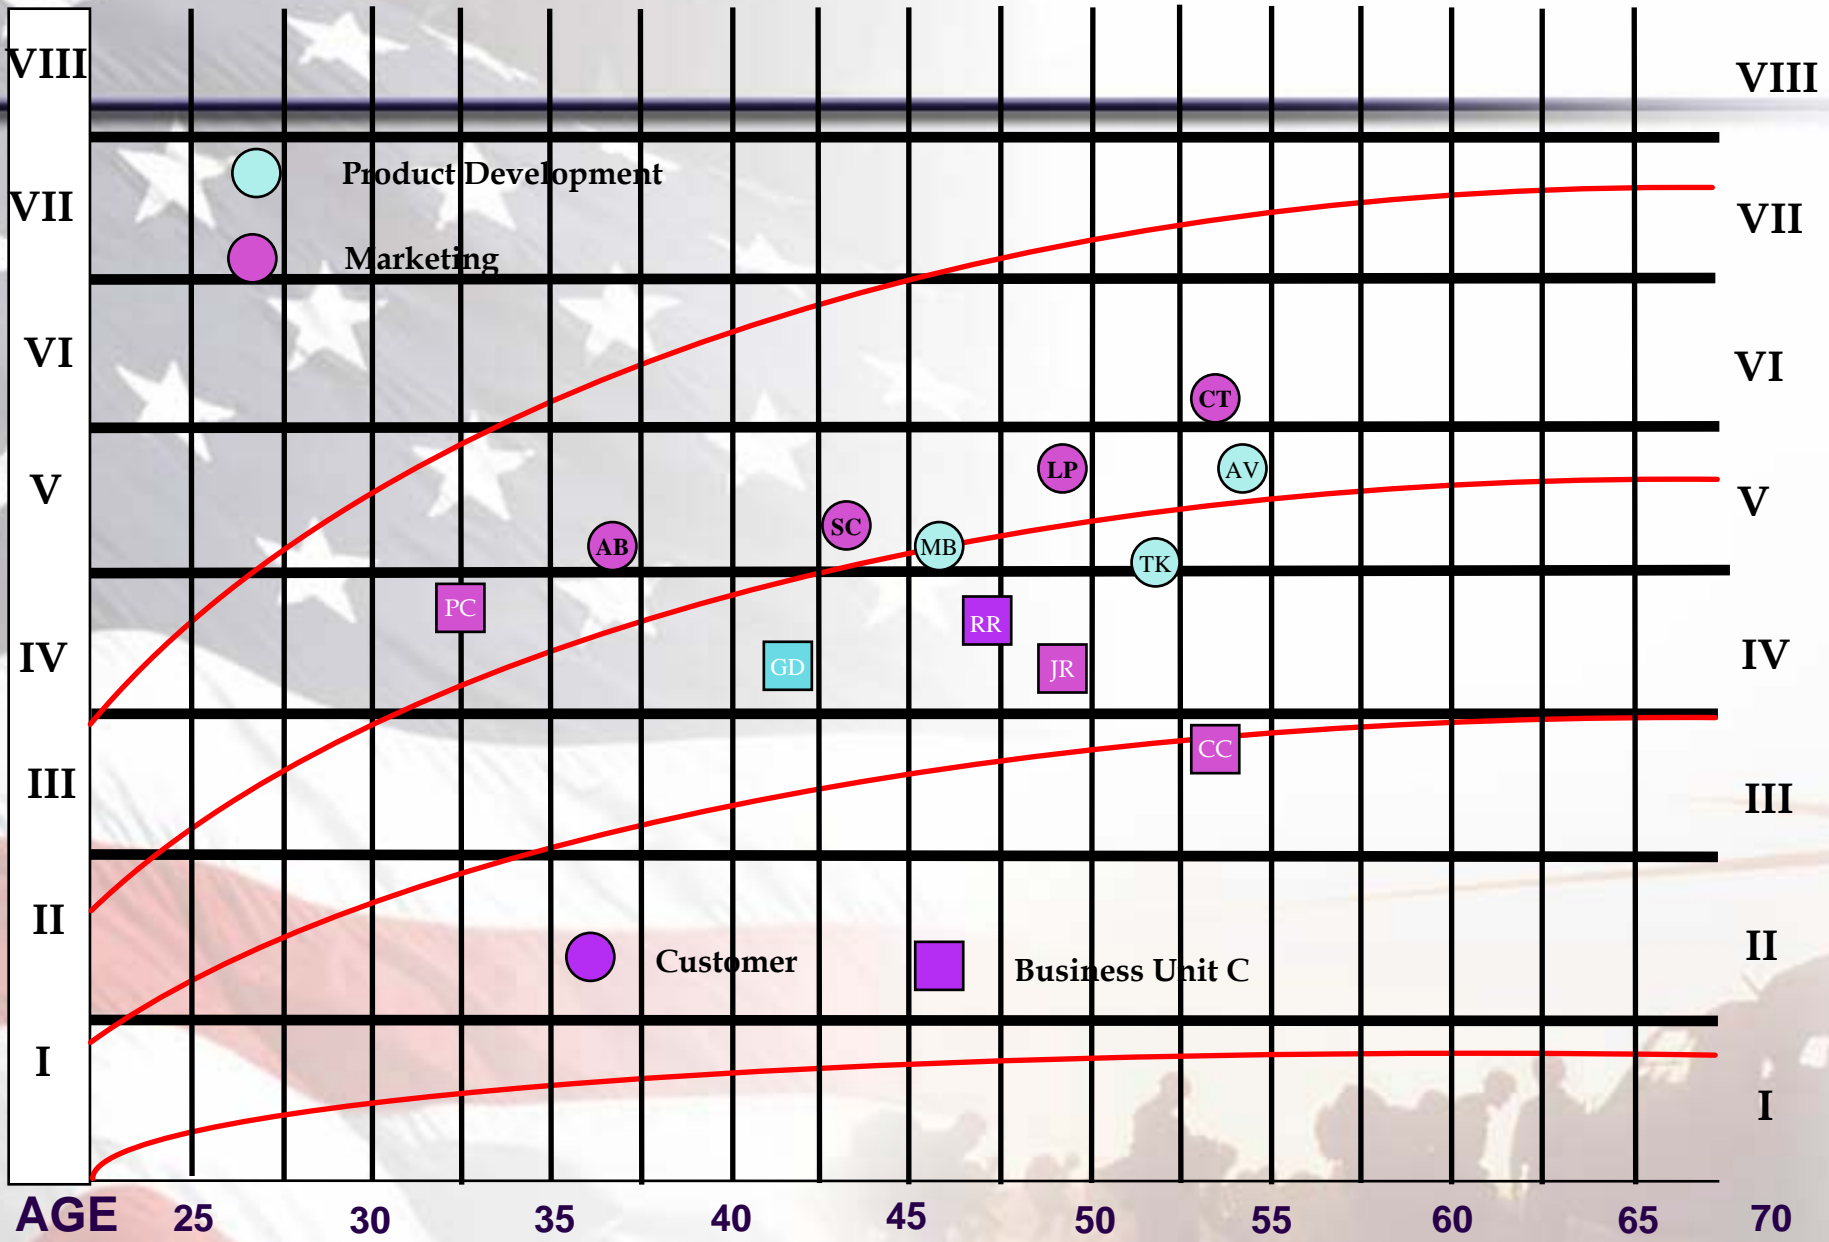 VIII
VIII
Product Development
VII
VII
Marketing
VI
VI
CT
V
LP
AV
V
SC
AB
MB
TK
PC
RR
IV
GD
JR
IV
CC
III
III
II
Customer
Business Unit C
II
I
I
AGE 25 30 35 40 45 50 55 60 65 70